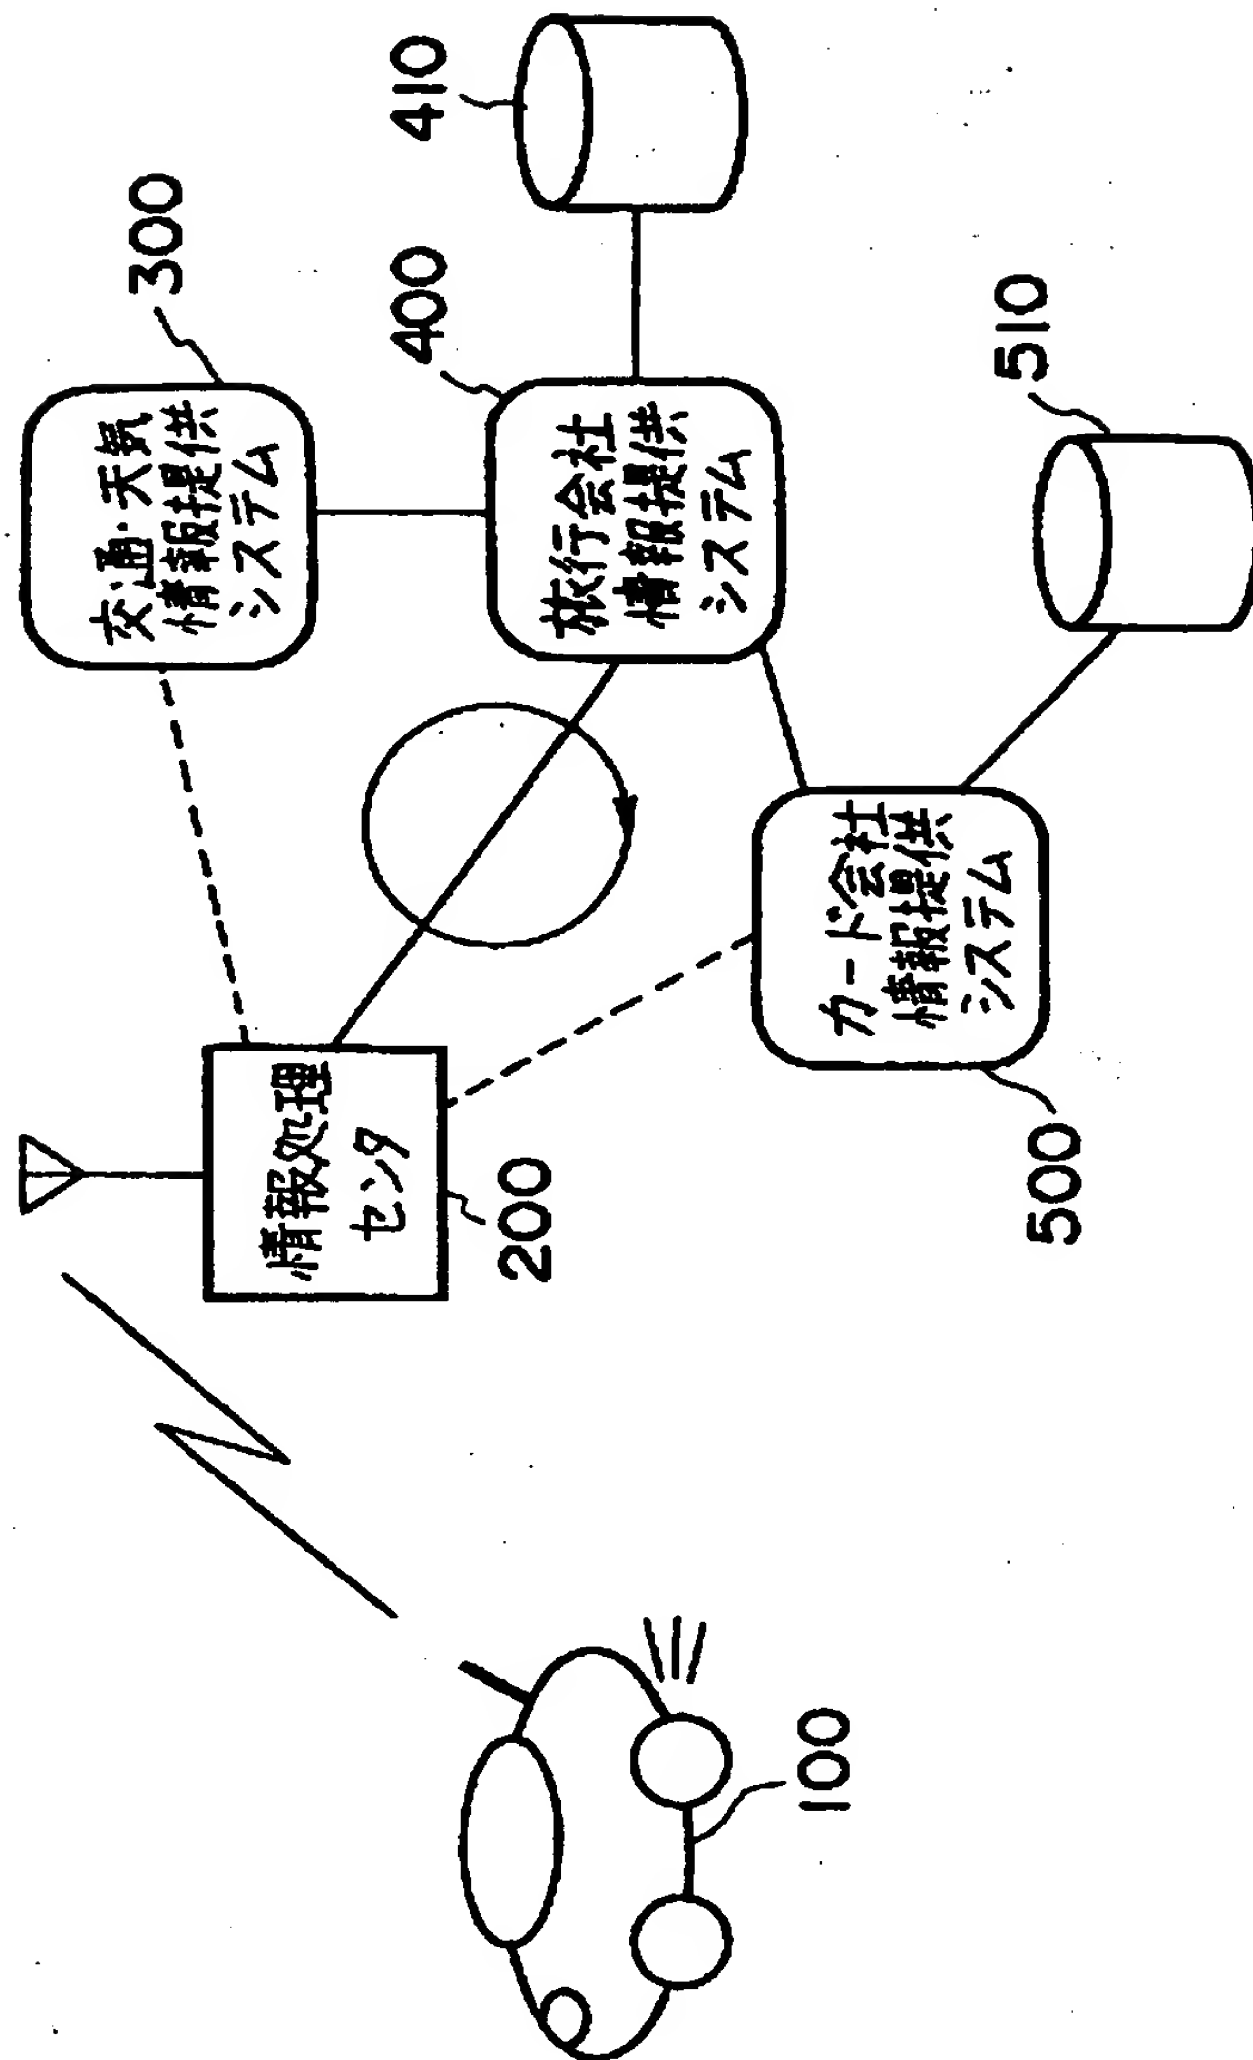 交通・天気
情報提供
システム
300
410
旅行会社
情報提供
システム
400
情報処理
センタ
200
カード会社
情報提供
システム
500
510
100